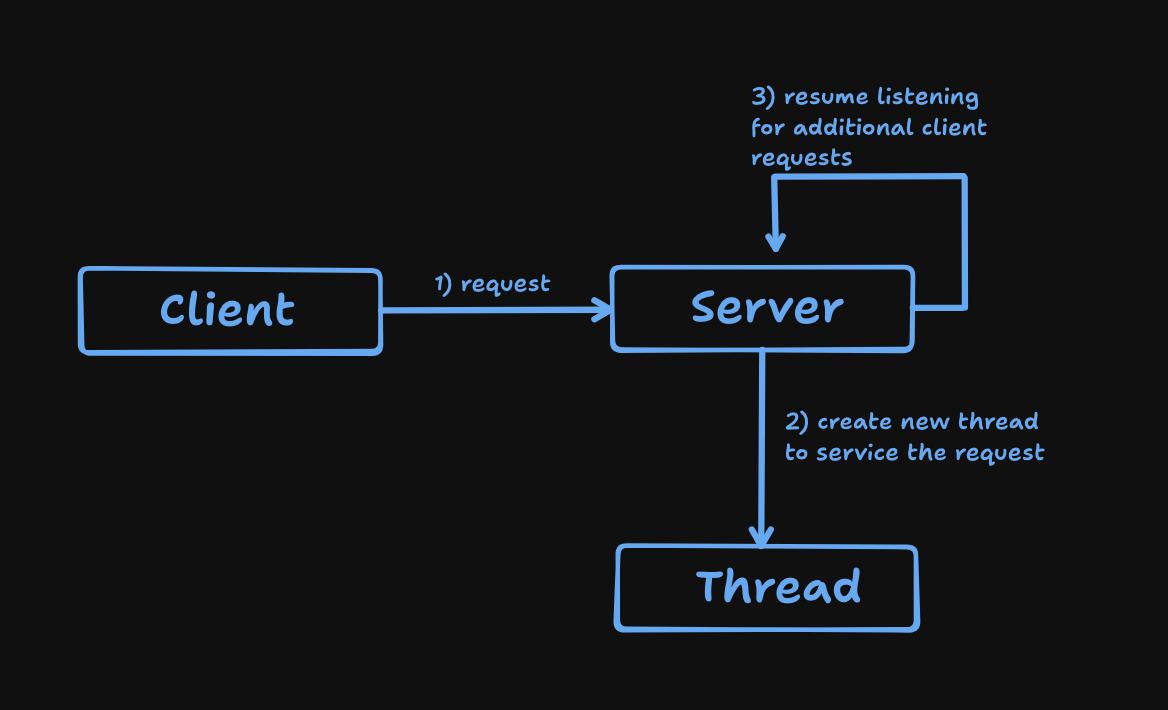 3) resume listening
for additional client
requests
1) request
Client
Server
2) create new thread
to service the request
Thread